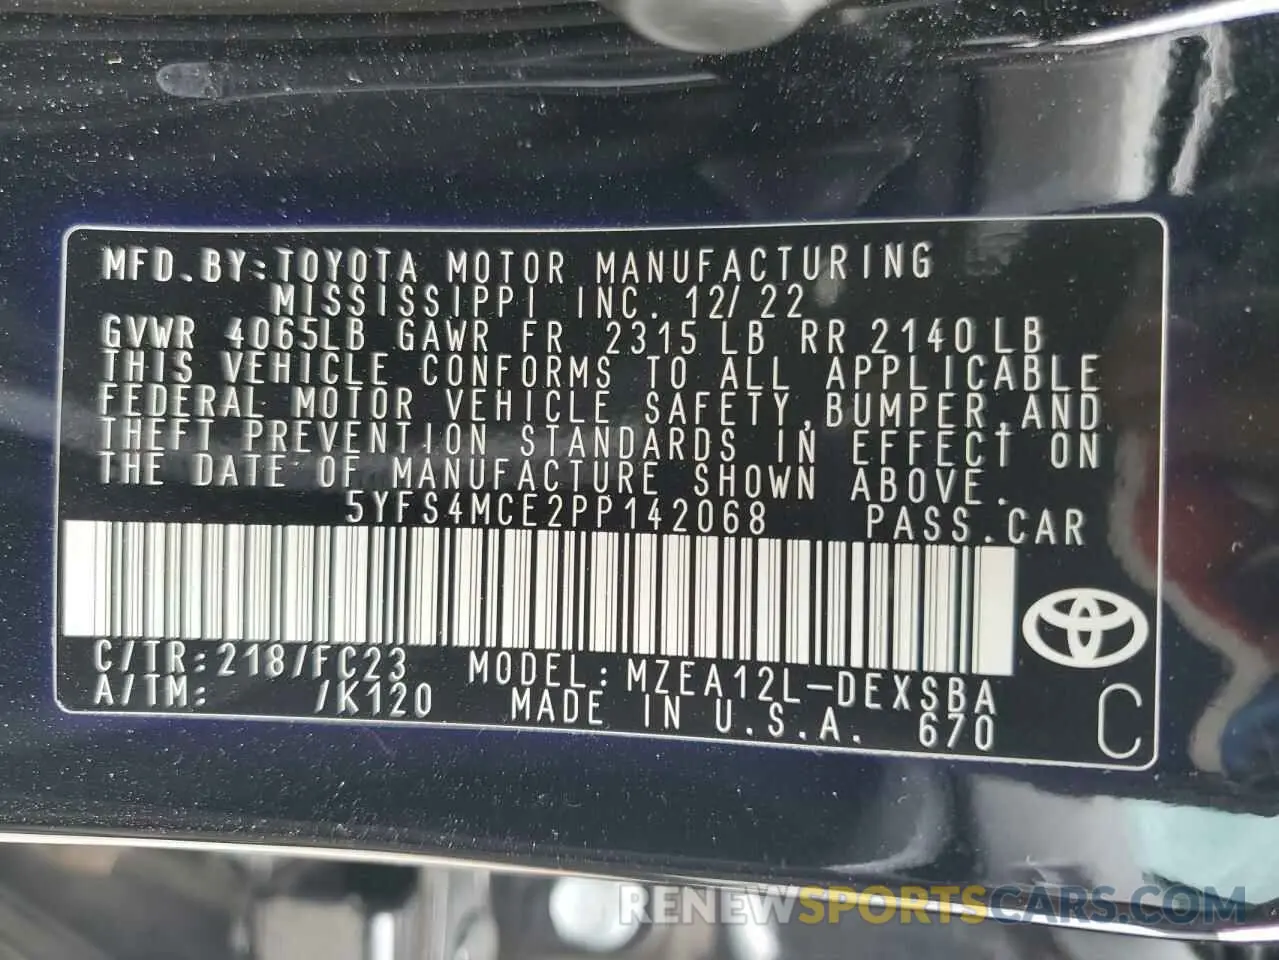 MFD.BY:TOYOTA MOTOR MANUFACTURING
MISSISSIPPI INC. 12/22
GVWR 4065LB GAWR FR 2315LB RR 2140LB
THIS VEHICLE CONFORMS TO ALL APPLICABLE
FEDERAL MOTOR VEHICLE SAFETY,BUMPER,AND
THEFT PREVENTION STANDARDS IN EFFECT ON
THE DATE OF MANUFACTURE SHOWN ABOVE.
5YFS4MCE2PP142068 PASS.CAR
C/TR:218/FC23 MODEL:MZEA12L-DEXSBA
A/TM: /K120 MADE IN U.S.A. 670
C
RENEWSPORTSCARS.COM